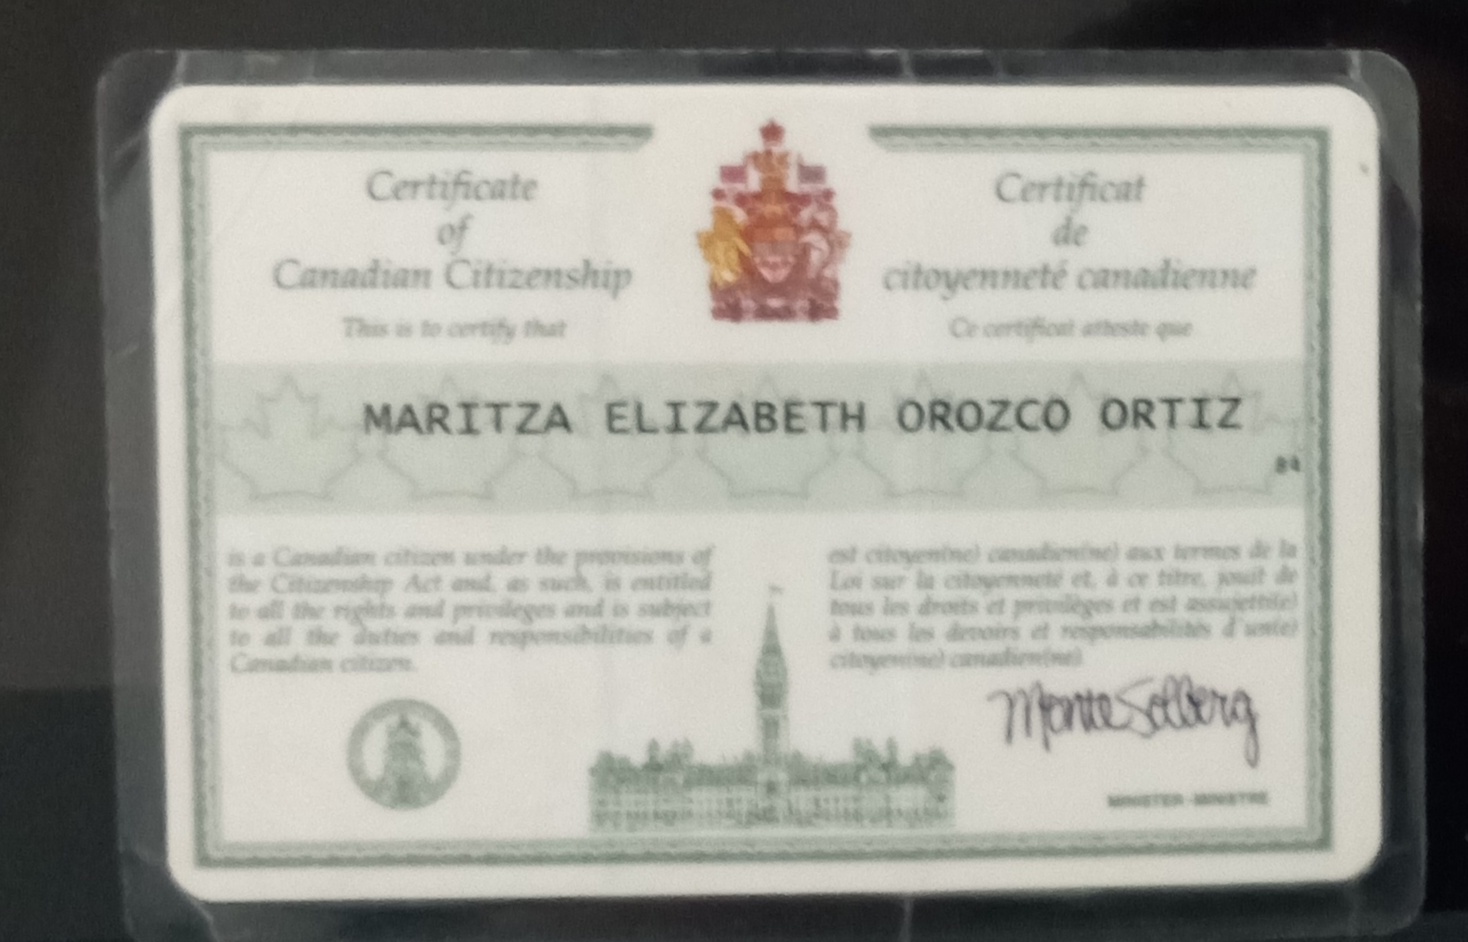 Certificate
of
Canadian Citizenship
This is to certify that
Certificat
de
citoyenneté canadienne
Ce certificat atteste que
MARITZA ELIZABETH OROZCO ORTIZ
84
is a Canadian citizen under the provisions of
the Citizenship Act and, as such, is entitled
to all the rights and privileges and is subject
to all the duties and responsibilities of a
Canadian citizen.
est citoyen(ne) canadien(ne) aux termes de la
Loi sur la citoyenneté et, à ce titre, jouit de
tous les droits et privilèges et est assujetti(e)
à tous les devoirs et responsabilités d'un(e)
citoyen(ne) canadien(ne).
Monte Solberg
MINISTER - MINISTRE